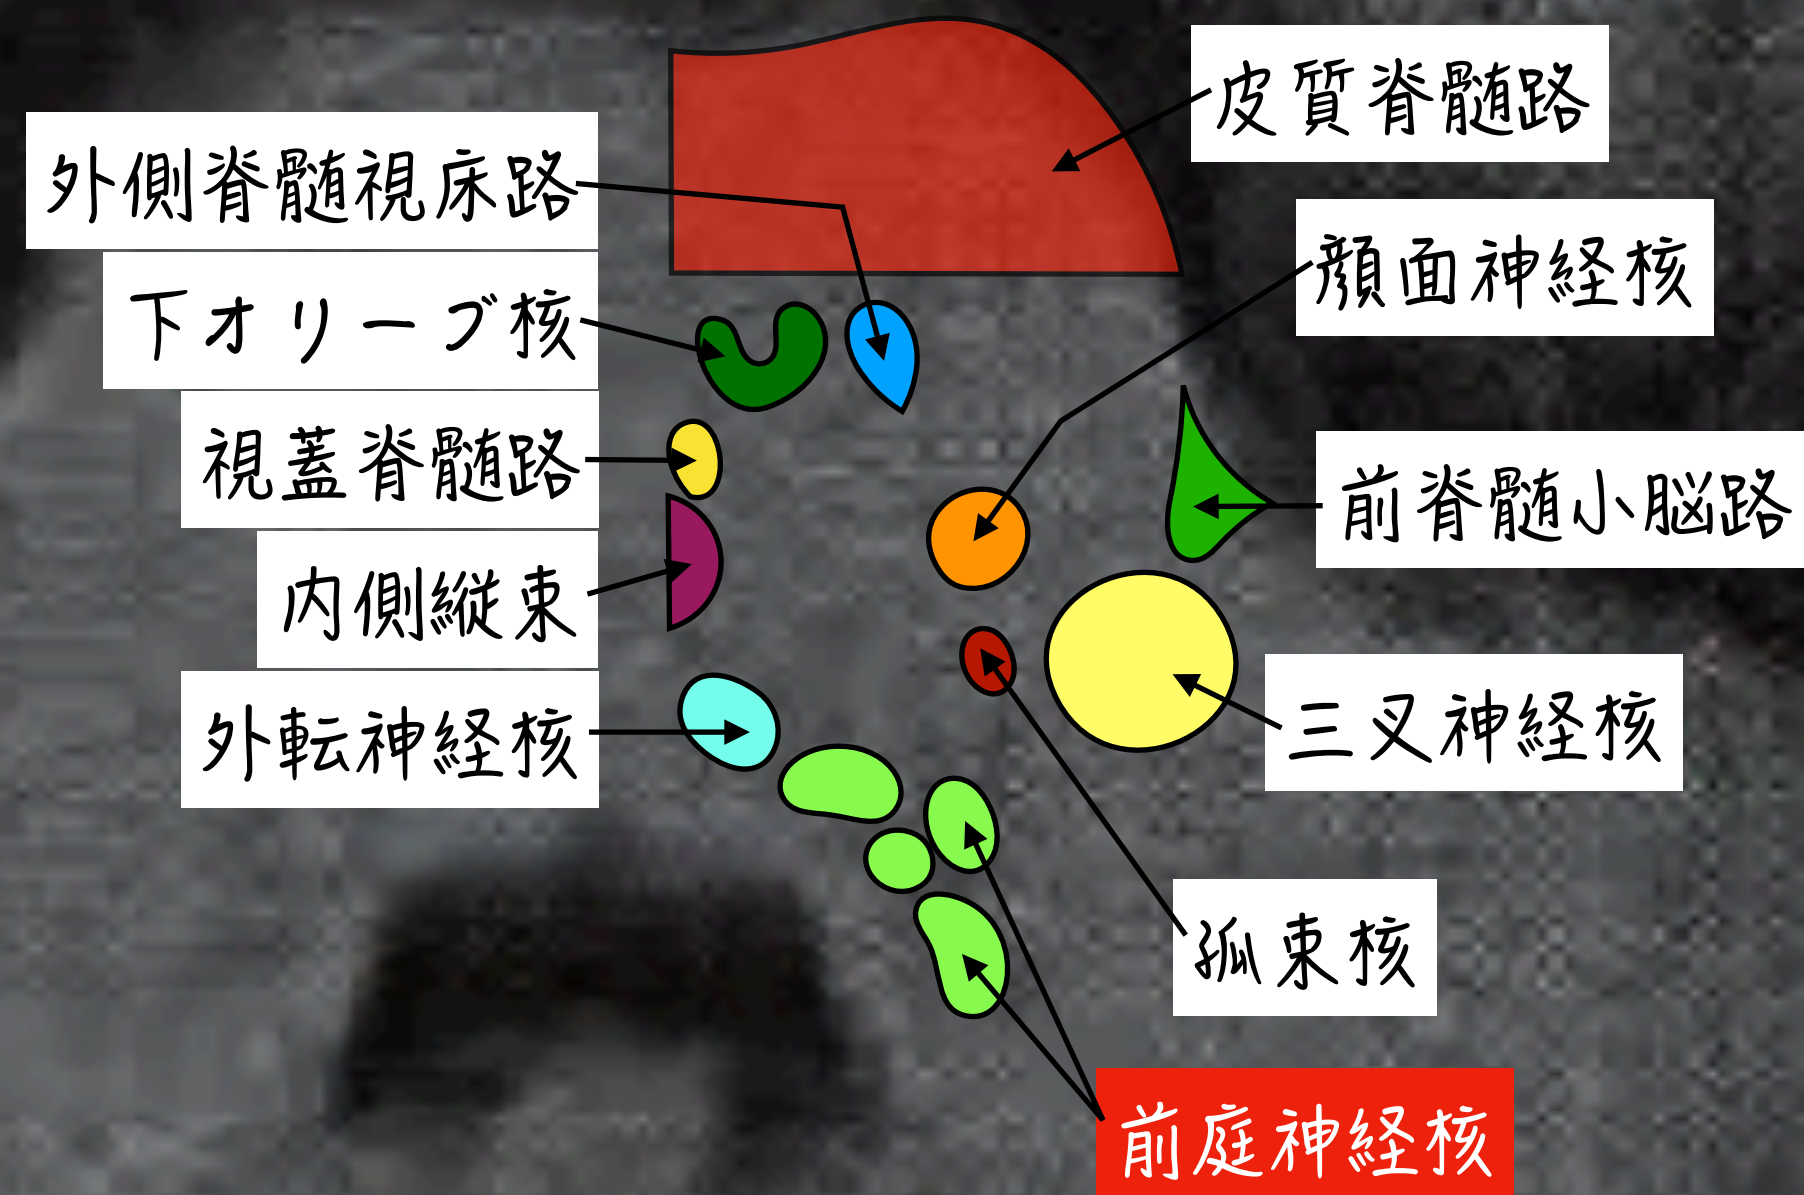 皮質脊髄路
外側脊髄視床路
顔面神経核
下オリーブ核
視蓋脊髄路
前脊髄小脳路
内側縦束
三叉神経核
外転神経核
孤束核
前庭神経核